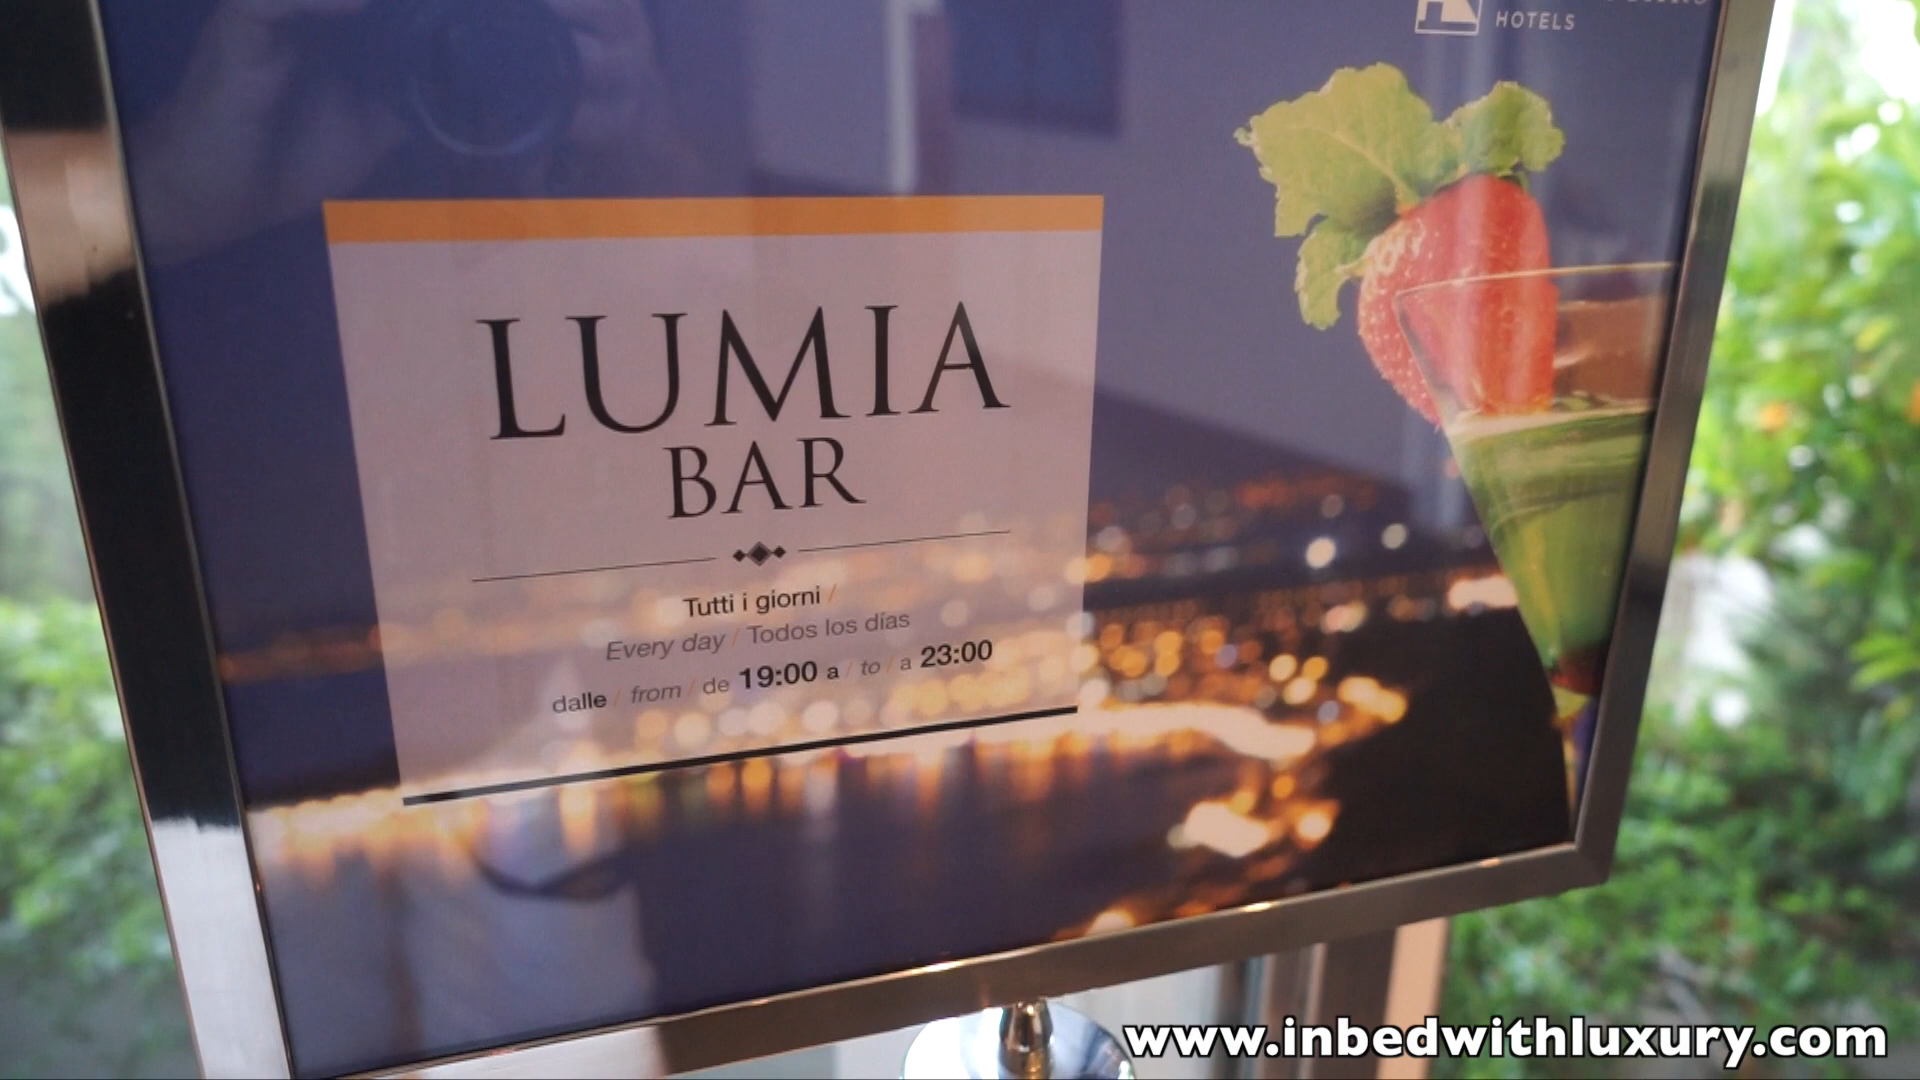 HOTELS
LUMIA
BAR
Tutti i giorni /
Every day / Todos los días
dalle / from / de 19:00 a / to / a 23:00
www.inbedwithluxury.com